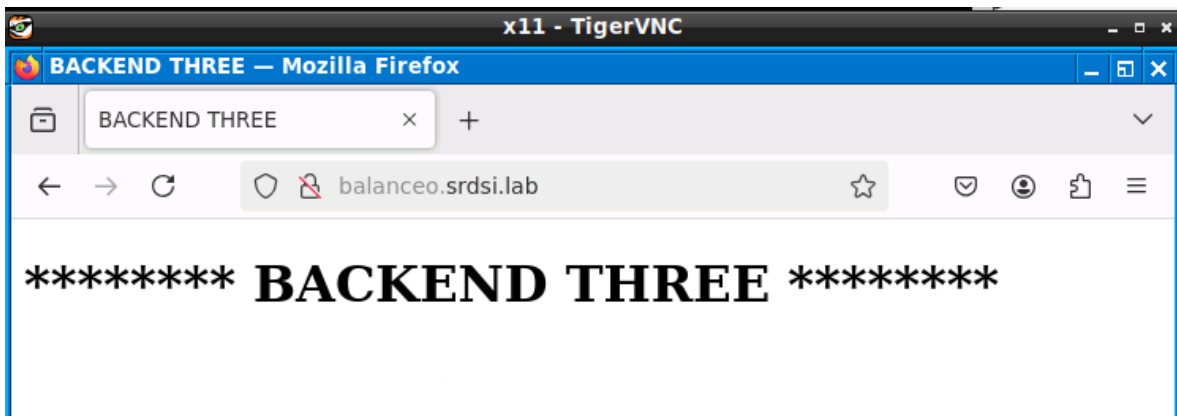 x11 - TigerVNC
BACKEND THREE — Mozilla Firefox
BACKEND THREE
balanceo.srdsi.lab
******** BACKEND THREE ********